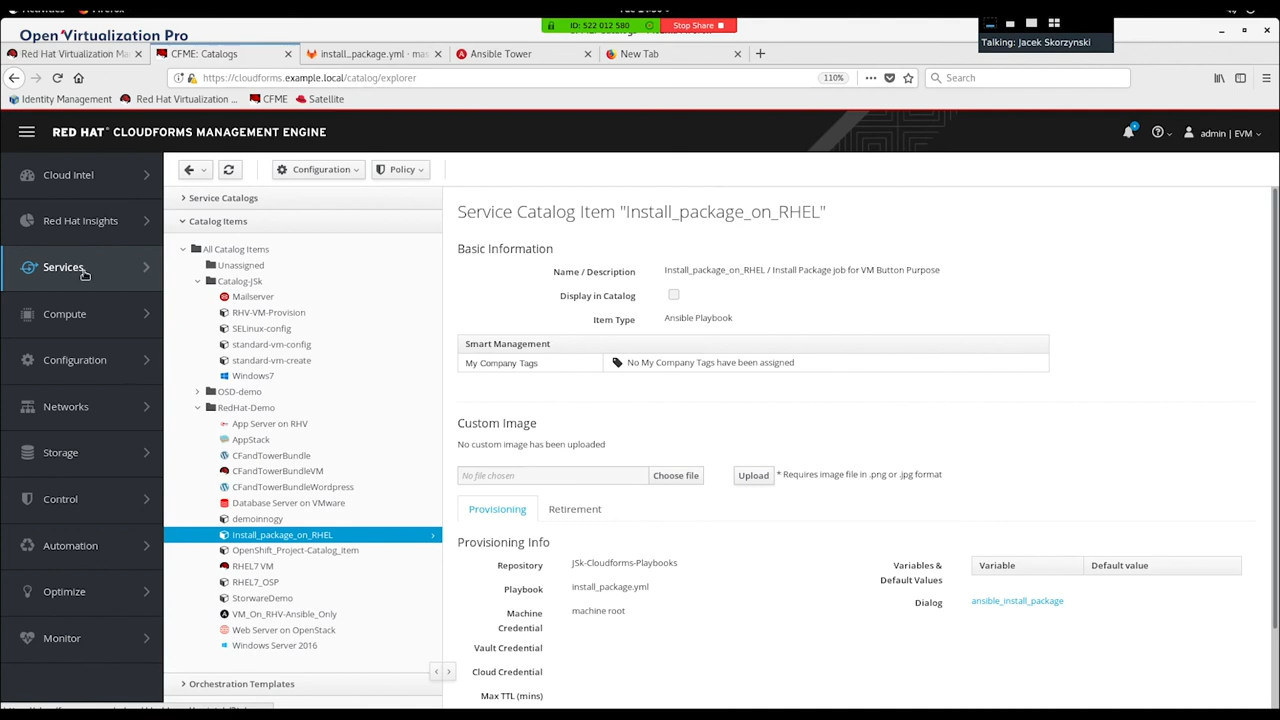 ID: 522 012 580 Stop Share
Open Virtualization Pro
Talking: Jacek Skorzynski
Red Hat Virtualization Ma
CFME: Catalogs
install_package.yml · mas
Ansible Tower
New Tab
https://cloudforms.example.local/catalog/explorer
110%
Search
Identity Management
Red Hat Virtualization ...
CFME
Satellite
RED HAT CLOUDFORMS MANAGEMENT ENGINE
admin | EVM
Cloud Intel
Red Hat Insights
Services
Compute
Configuration
Networks
Storage
Control
Automation
Optimize
Monitor
Configuration
Policy
Service Catalogs
Catalog Items
All Catalog Items
Unassigned
Catalog-JSk
Mailserver
RHV-VM-Provision
SELinux-config
standard-vm-config
standard-vm-create
Windows7
OSD-demo
RedHat-Demo
App Server on RHV
AppStack
CFandTowerBundle
CFandTowerBundleVM
CFandTowerBundleWordpress
Database Server on VMware
demoinnogy
Install_package_on_RHEL
OpenShift_Project-Catalog_Item
RHEL7 VM
RHEL7_OSP
StorwareDemo
VM_On_RHV-Ansible_Only
Web Server on OpenStack
Windows Server 2016
Orchestration Templates
Service Catalog Item "Install_package_on_RHEL"
Basic Information
Name / Description Install_package_on_RHEL / Install Package job for VM Button Purpose
Display in Catalog
Item Type Ansible Playbook
Smart Management
My Company Tags No My Company Tags have been assigned
Custom Image
No custom image has been uploaded
No file chosen Choose file Upload * Requires image file in .png or .jpg format
Provisioning Retirement
Provisioning Info
Repository JSk-Cloudforms-Playbooks
Playbook install_package.yml
Machine Credential machine root
Vault Credential
Cloud Credential
Max TTL (mins)
Variables & Default Values Variable Default value
Dialog ansible_install_package